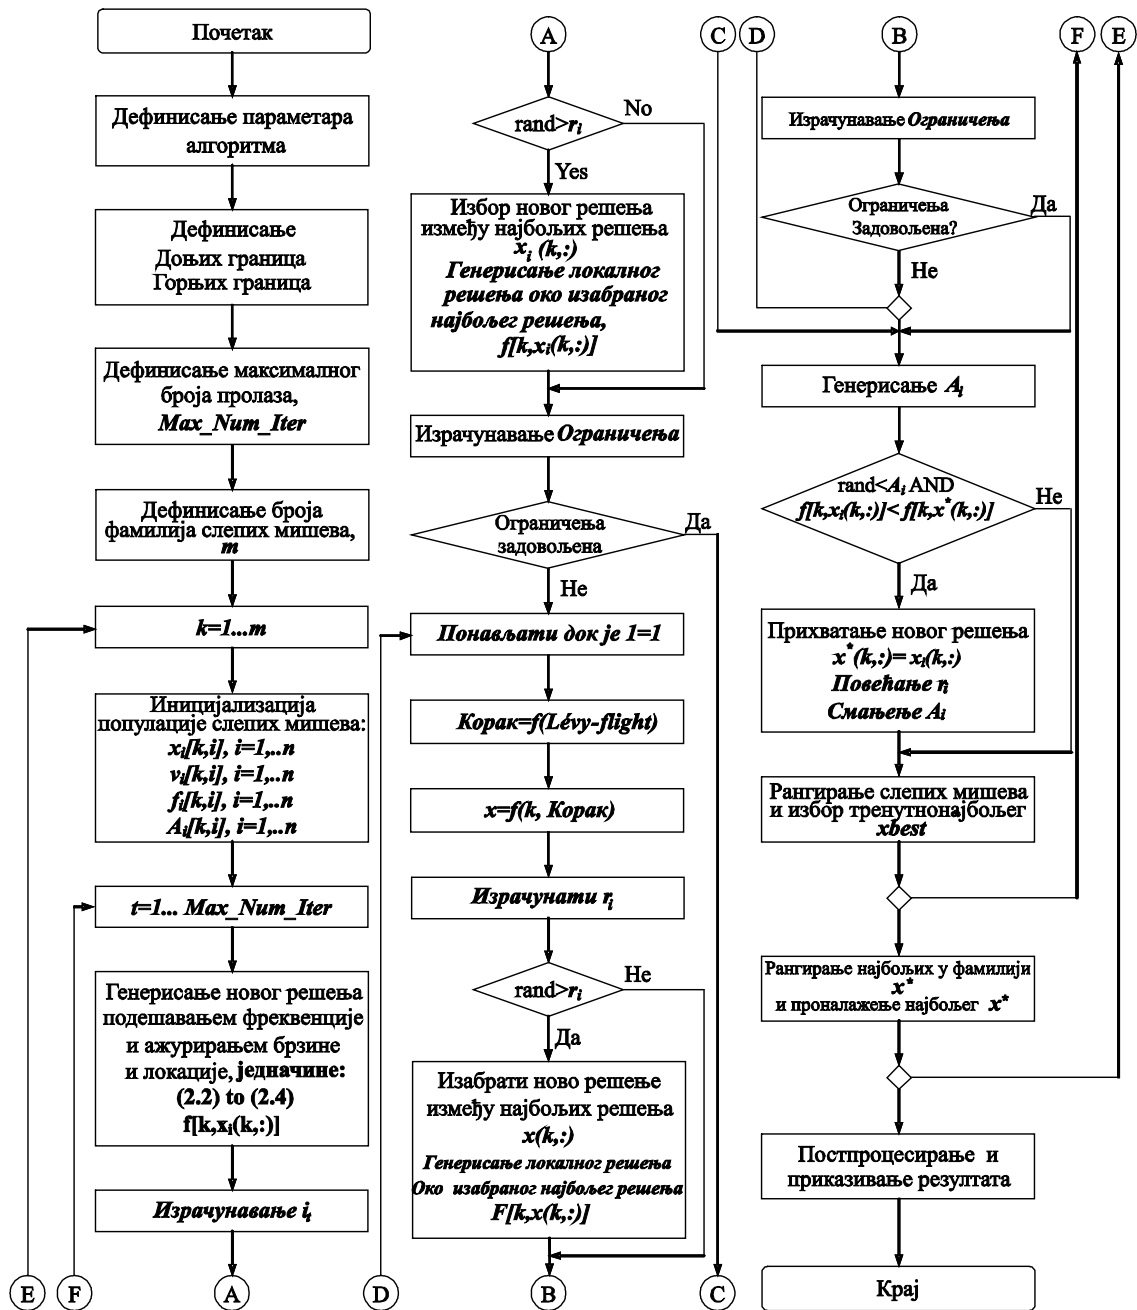 Почетак
Дефинисање параметара
алгоритма
Дефинисање
Доњих граница
Горњих граница
Дефинисање максималног
броја пролаза,
Max_Num_Iter
Дефинисање броја
фамилија слепих мишева,
m
k=1...m
Иницијализација
популације слепих мишева:
xᵢ[k,i], i=1,..n
vᵢ[k,i], i=1,..n
fᵢ[k,i], i=1,..n
Aᵢ[k,i], i=1,..n
t=1... Max_Num_Iter
Генерисање новог решења
подешавањем фреквенције
и ажурирањем брзине
и локације, једначине:
(2.2) to (2.4)
f[k,xᵢ(k,:)]
Израчунавање
E
F
A
A
rand>rᵢ
No
Yes
Избор новог решења
између најбољих решења
xᵢ (k,:)
Генерисање локалног
решења око изабраног
најбољег решења,
f[k,xᵢ(k,:)]
Израчунавање Ограничења
Ограничења
задовољена
Да
Не
Понављати док је 1=1
Корак=f(Lévy-flight)
x=f(k, Корак)
Израчунати rᵢ
rand>rᵢ
Не
Да
Изабрати ново решење
између најбољих решења
x(k,:)
Генерисање локалног решења
Око изабраног најбољег решења
F[k,x(k,:)]
D
B
C
C
D
B
F
E
Израчунавање Ограничења
Ограничења
Задовољена?
Да
Не
Генерисање Aᵢ
rand<Aᵢ AND
f[k,xᵢ(k,:)]< f[k,x*(k,:)]
Не
Да
Прихватање новог решења
x*(k,:)= xᵢ(k,:)
Повећање rᵢ
Смањење Aᵢ
Рангирање слепих мишева
и избор тренутнонајбољег
xbest
Рангирање најбољих у фамилији
x*
и проналажење најбољег x*
Постпроцесирање и
приказивање резултата
Крај